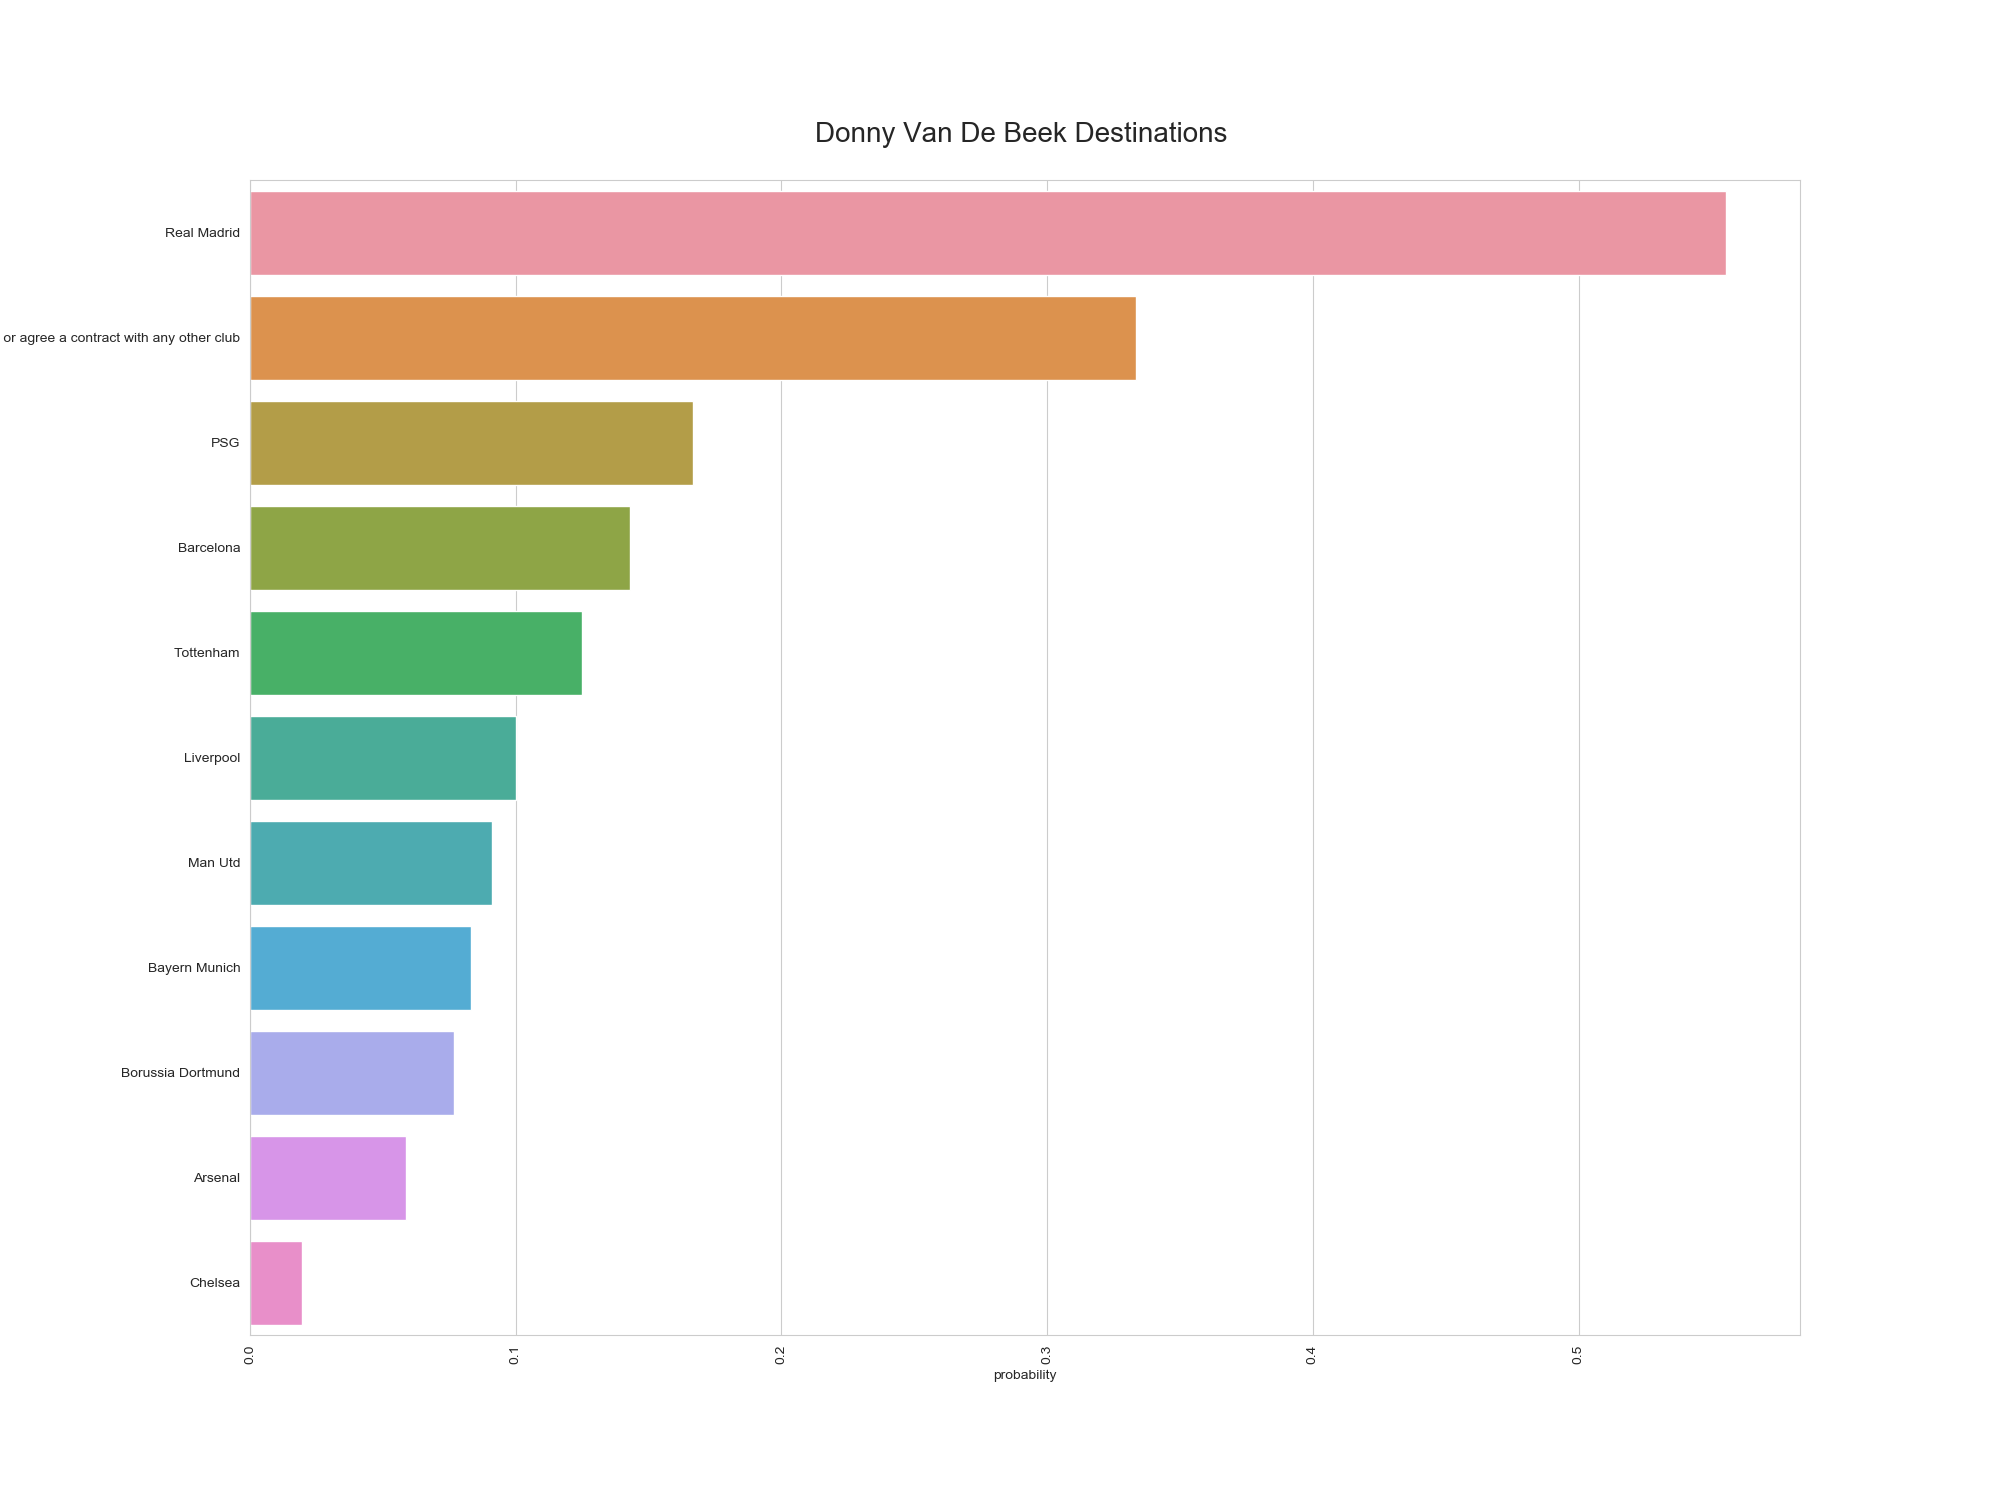 Donny Van De Beek Destinations
Real Madrid
or agree a contract with any other club
PSG
Barcelona
Tottenham
Liverpool
Man Utd
Bayern Munich
Borussia Dortmund
Arsenal
Chelsea
0.0 0.1 0.2 0.3 0.4 0.5
probability